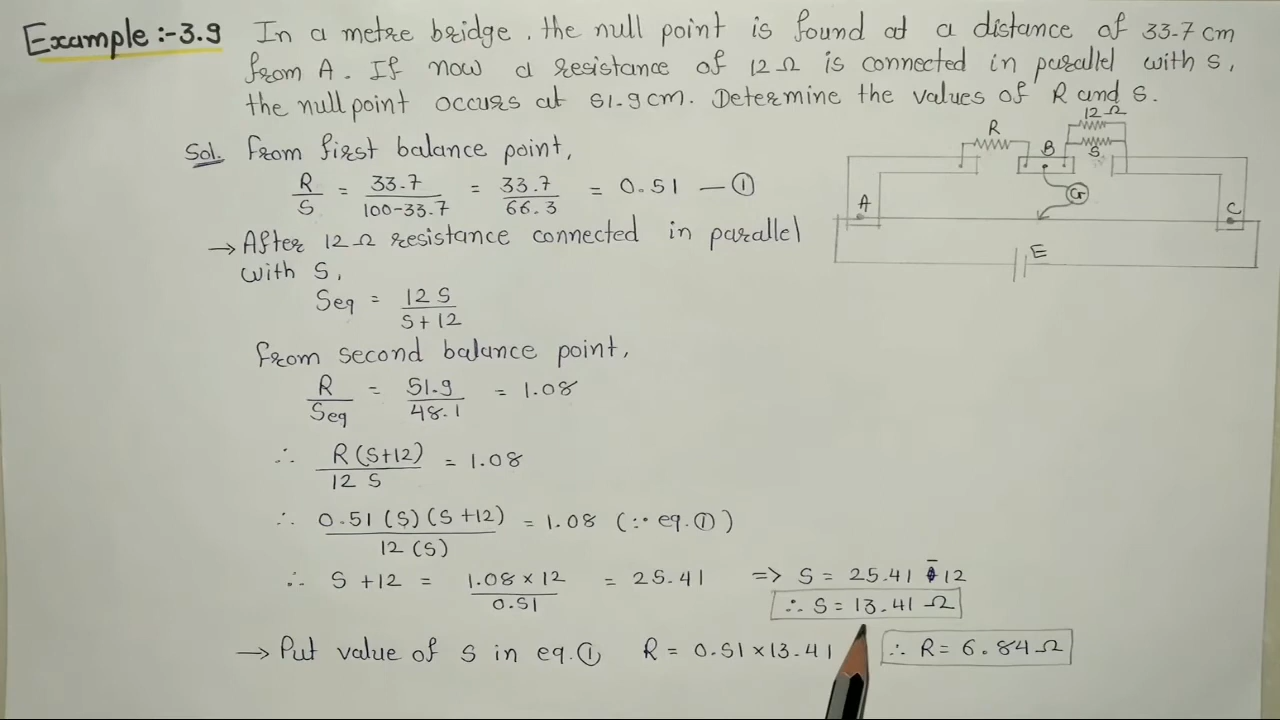 Example :- 3.9 In a metre bridge, the null point is found at a distance of 33.7 cm
from A. If now a resistance of 12 Ω is connected in parallel with S,
the null point occurs at 51.9 cm. Determine the values of R and S.
Sol. From first balance point,
R/S = 33.7/100-33.7 = 33.7/66.3 = 0.51 — ①
→ After 12 Ω resistance connected in parallel
with S,
Seq = 12 S/S+12
From second balance point,
R/Seq = 51.9/48.1 = 1.08
∴ R(S+12)/12 S = 1.08
∴ 0.51 (S) (S+12)/12 (S) = 1.08 (∵ eq. ①)
∴ S+12 = 1.08 × 12/0.51 = 25.41 => S = 25.41 - 12
∴ S = 13.41 Ω
→ Put value of S in eq. ① R = 0.51 × 13.41 ∴ R = 6.84 Ω
12 Ω
R
B
S
G
A
C
E